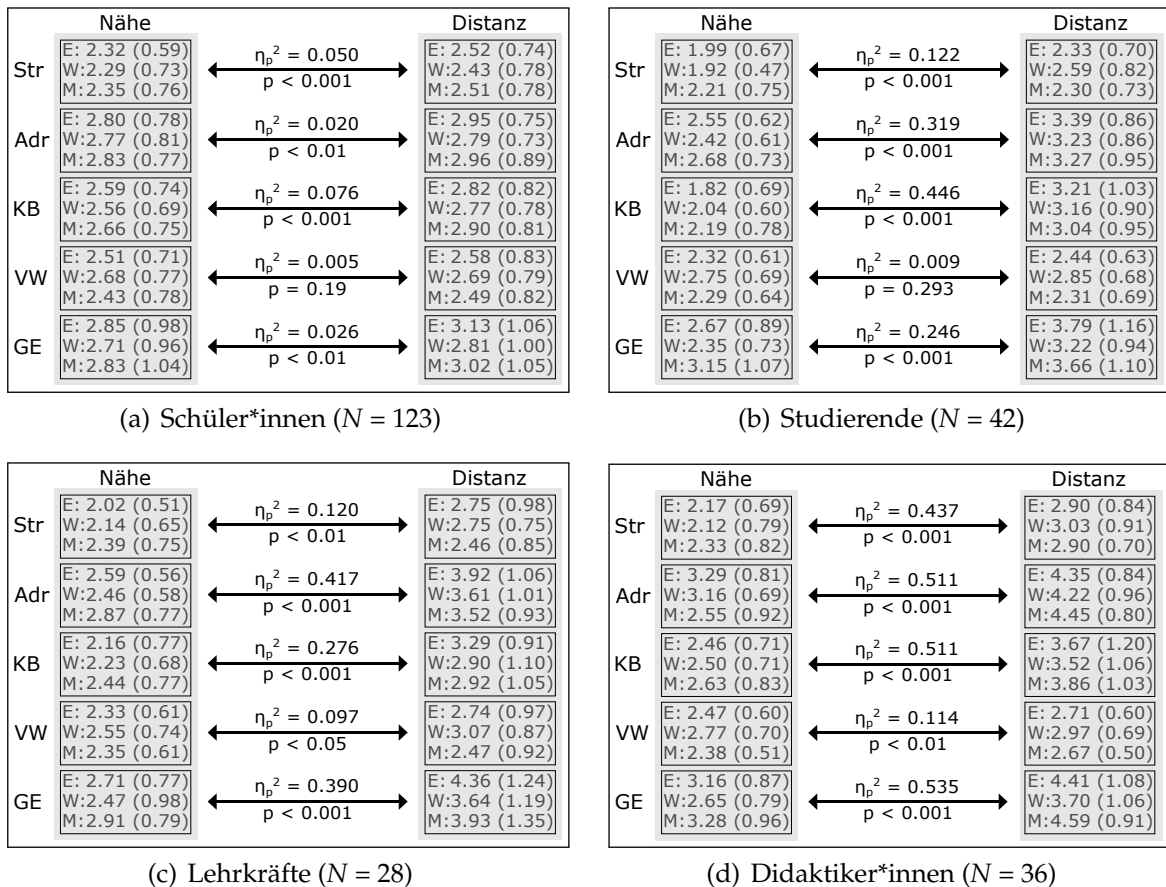 Nähe Distanz
Str
E: 2.32 (0.59)
W:2.29 (0.73)
M:2.35 (0.76)
ηp² = 0.050
p < 0.001
E: 2.52 (0.74)
W:2.43 (0.78)
M:2.51 (0.78)
Adr
E: 2.80 (0.78)
W:2.77 (0.81)
M:2.83 (0.77)
ηp² = 0.020
p < 0.01
E: 2.95 (0.75)
W:2.79 (0.73)
M:2.96 (0.89)
KB
E: 2.59 (0.74)
W:2.56 (0.69)
M:2.66 (0.75)
ηp² = 0.076
p < 0.001
E: 2.82 (0.82)
W:2.77 (0.78)
M:2.90 (0.81)
VW
E: 2.51 (0.71)
W:2.68 (0.77)
M:2.43 (0.78)
ηp² = 0.005
p = 0.19
E: 2.58 (0.83)
W:2.69 (0.79)
M:2.49 (0.82)
GE
E: 2.85 (0.98)
W:2.71 (0.96)
M:2.83 (1.04)
ηp² = 0.026
p < 0.01
E: 3.13 (1.06)
W:2.81 (1.00)
M:3.02 (1.05)
(a) Schüler*innen (N = 123)
Nähe Distanz
Str
E: 1.99 (0.67)
W:1.92 (0.47)
M:2.21 (0.75)
ηp² = 0.122
p < 0.001
E: 2.33 (0.70)
W:2.59 (0.82)
M:2.30 (0.73)
Adr
E: 2.55 (0.62)
W:2.42 (0.61)
M:2.68 (0.73)
ηp² = 0.319
p < 0.001
E: 3.39 (0.86)
W:3.23 (0.86)
M:3.27 (0.95)
KB
E: 1.82 (0.69)
W:2.04 (0.60)
M:2.19 (0.78)
ηp² = 0.446
p < 0.001
E: 3.21 (1.03)
W:3.16 (0.90)
M:3.04 (0.95)
VW
E: 2.32 (0.61)
W:2.75 (0.69)
M:2.29 (0.64)
ηp² = 0.009
p = 0.293
E: 2.44 (0.63)
W:2.85 (0.68)
M:2.31 (0.69)
GE
E: 2.67 (0.89)
W:2.35 (0.73)
M:3.15 (1.07)
ηp² = 0.246
p < 0.001
E: 3.79 (1.16)
W:3.22 (0.94)
M:3.66 (1.10)
(b) Studierende (N = 42)
Nähe Distanz
Str
E: 2.02 (0.51)
W:2.14 (0.65)
M:2.39 (0.75)
ηp² = 0.120
p < 0.01
E: 2.75 (0.98)
W:2.75 (0.75)
M:2.46 (0.85)
Adr
E: 2.59 (0.56)
W:2.46 (0.58)
M:2.87 (0.77)
ηp² = 0.417
p < 0.001
E: 3.92 (1.06)
W:3.61 (1.01)
M:3.52 (0.93)
KB
E: 2.16 (0.77)
W:2.23 (0.68)
M:2.44 (0.77)
ηp² = 0.276
p < 0.001
E: 3.29 (0.91)
W:2.90 (1.10)
M:2.92 (1.05)
VW
E: 2.33 (0.61)
W:2.55 (0.74)
M:2.35 (0.61)
ηp² = 0.097
p < 0.05
E: 2.74 (0.97)
W:3.07 (0.87)
M:2.47 (0.92)
GE
E: 2.71 (0.77)
W:2.47 (0.98)
M:2.91 (0.79)
ηp² = 0.390
p < 0.001
E: 4.36 (1.24)
W:3.64 (1.19)
M:3.93 (1.35)
(c) Lehrkräfte (N = 28)
Nähe Distanz
Str
E: 2.17 (0.69)
W:2.12 (0.79)
M:2.33 (0.82)
ηp² = 0.437
p < 0.001
E: 2.90 (0.84)
W:3.03 (0.91)
M:2.90 (0.70)
Adr
E: 3.29 (0.81)
W:3.16 (0.69)
M:2.55 (0.92)
ηp² = 0.511
p < 0.001
E: 4.35 (0.84)
W:4.22 (0.96)
M:4.45 (0.80)
KB
E: 2.46 (0.71)
W:2.50 (0.71)
M:2.63 (0.83)
ηp² = 0.511
p < 0.001
E: 3.67 (1.20)
W:3.52 (1.06)
M:3.86 (1.03)
VW
E: 2.47 (0.60)
W:2.77 (0.70)
M:2.38 (0.51)
ηp² = 0.114
p < 0.01
E: 2.71 (0.60)
W:2.97 (0.69)
M:2.67 (0.50)
GE
E: 3.16 (0.87)
W:2.65 (0.79)
M:3.28 (0.96)
ηp² = 0.535
p < 0.001
E: 4.41 (1.08)
W:3.70 (1.06)
M:4.59 (0.91)
(d) Didaktiker*innen (N = 36)